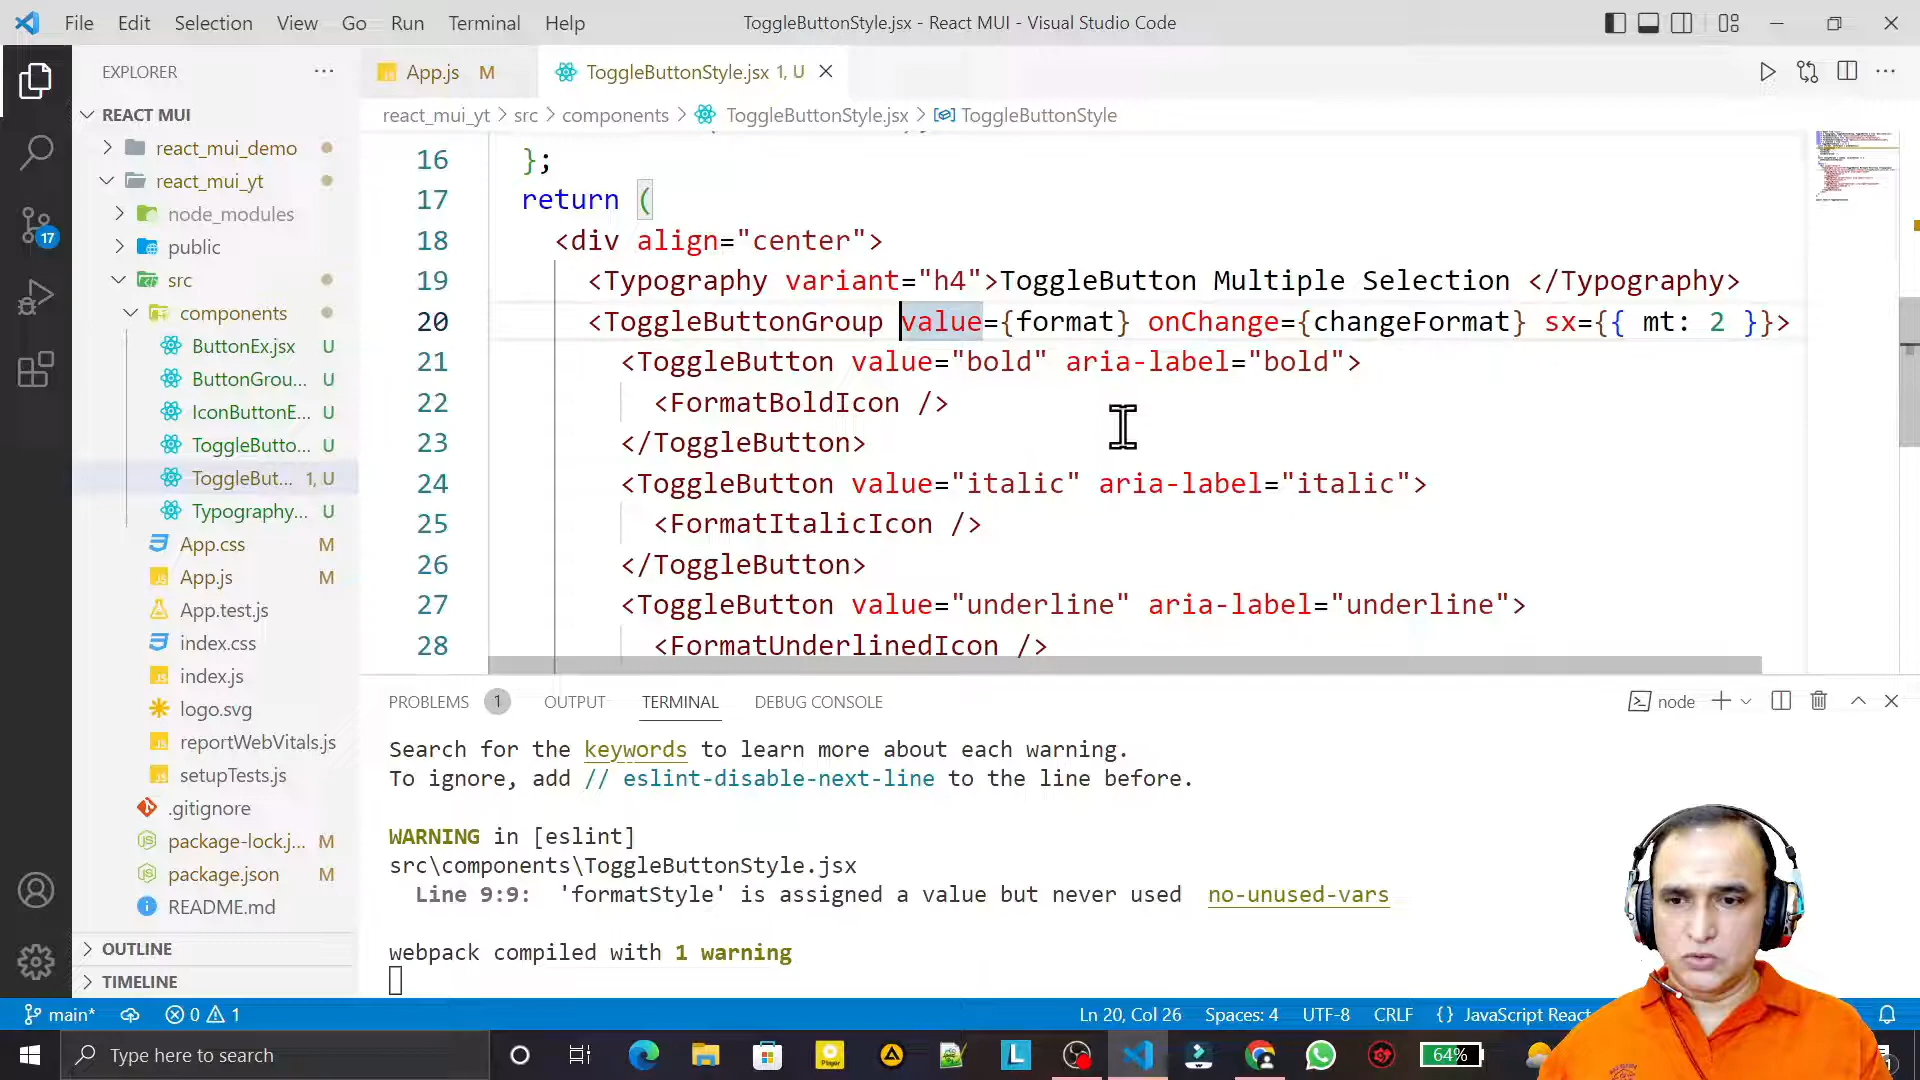 File Edit Selection View Go Run Terminal Help
ToggleButtonStyle.jsx - React MUI - Visual Studio Code
EXPLORER
REACT MUI
react_mui_demo
react_mui_yt
node_modules
public
src
components
ButtonEx.jsx U
ButtonGrou... U
IconButtonE... U
ToggleButto... U
ToggleBut... 1, U
Typography... U
App.css M
App.js M
App.test.js
index.css
index.js
logo.svg
reportWebVitals.js
setupTests.js
.gitignore
package-lock.j... M
package.json M
README.md
OUTLINE
TIMELINE
17
App.js M
ToggleButtonStyle.jsx 1, U
react_mui_yt > src > components > ToggleButtonStyle.jsx > ToggleButtonStyle
16 };
17 return (
18 <div align="center">
19 <Typography variant="h4">ToggleButton Multiple Selection </Typography>
20 <ToggleButtonGroup value={format} onChange={changeFormat} sx={{ mt: 2 }}>
21 <ToggleButton value="bold" aria-label="bold">
22 <FormatBoldIcon />
23 </ToggleButton>
24 <ToggleButton value="italic" aria-label="italic">
25 <FormatItalicIcon />
26 </ToggleButton>
27 <ToggleButton value="underline" aria-label="underline">
28 <FormatUnderlinedIcon />
PROBLEMS 1 OUTPUT TERMINAL DEBUG CONSOLE
node
Search for the keywords to learn more about each warning.
To ignore, add // eslint-disable-next-line to the line before.
WARNING in [eslint]
src\components\ToggleButtonStyle.jsx
Line 9:9: 'formatStyle' is assigned a value but never used no-unused-vars
webpack compiled with 1 warning
main* 0 1
Ln 20, Col 26 Spaces: 4 UTF-8 CRLF {} JavaScript React
Type here to search
64%